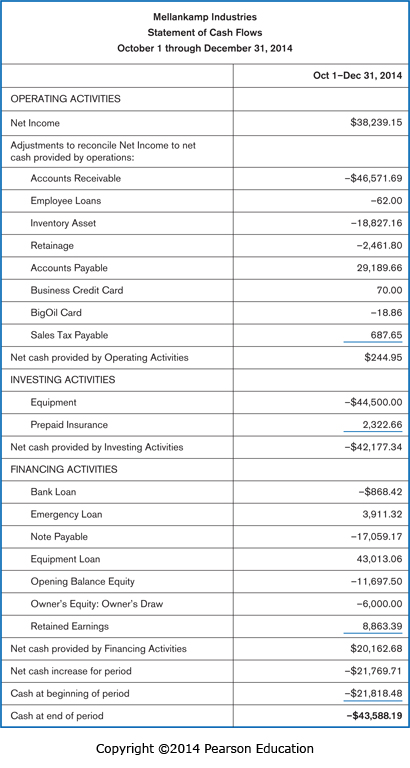 Mellankamp Industries
Statement of Cash Flows
October 1 through December 31, 2014
Oct 1–Dec 31, 2014
OPERATING ACTIVITIES
Net Income $38,239.15
Adjustments to reconcile Net Income to net
cash provided by operations:
Accounts Receivable –$46,571.69
Employee Loans –62.00
Inventory Asset –18,827.16
Retainage –2,461.80
Accounts Payable 29,189.66
Business Credit Card 70.00
BigOil Card –18.86
Sales Tax Payable 687.65
Net cash provided by Operating Activities $244.95
INVESTING ACTIVITIES
Equipment –$44,500.00
Prepaid Insurance 2,322.66
Net cash provided by Investing Activities –$42,177.34
FINANCING ACTIVITIES
Bank Loan –$868.42
Emergency Loan 3,911.32
Note Payable –17,059.17
Equipment Loan 43,013.06
Opening Balance Equity –11,697.50
Owner's Equity: Owner's Draw –6,000.00
Retained Earnings 8,863.39
Net cash provided by Financing Activities $20,162.68
Net cash increase for period –$21,769.71
Cash at beginning of period –$21,818.48
Cash at end of period –$43,588.19
Copyright ©2014 Pearson Education